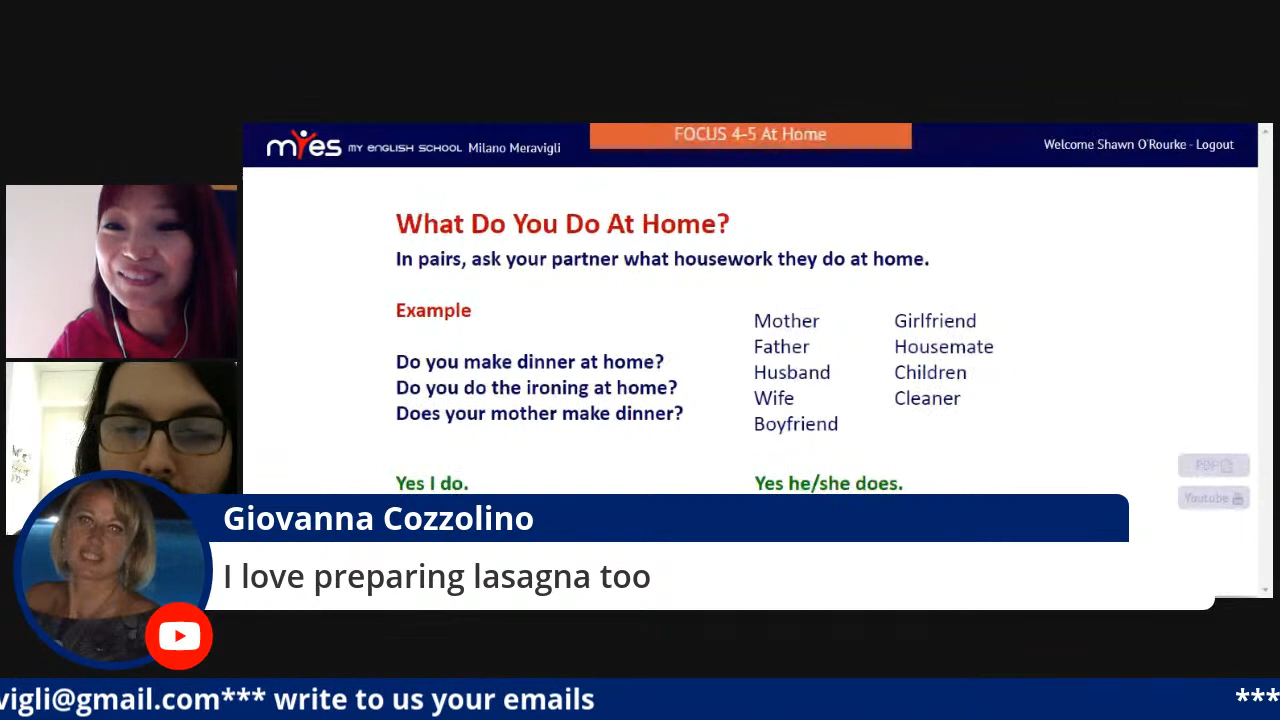 FOCUS 4-5 At Home
myes MY ENGLISH SCHOOL Milano Meravigli
Welcome Shawn O'Rourke - Logout
What Do You Do At Home?
In pairs, ask your partner what housework they do at home.
Example
Do you make dinner at home?
Do you do the ironing at home?
Does your mother make dinner?
Mother
Father
Husband
Wife
Boyfriend
Girlfriend
Housemate
Children
Cleaner
PDF
Youtube
Yes I do.
Yes he/she does.
Giovanna Cozzolino
I love preparing lasagna too
vigli@gmail.com*** write to us your emails ***